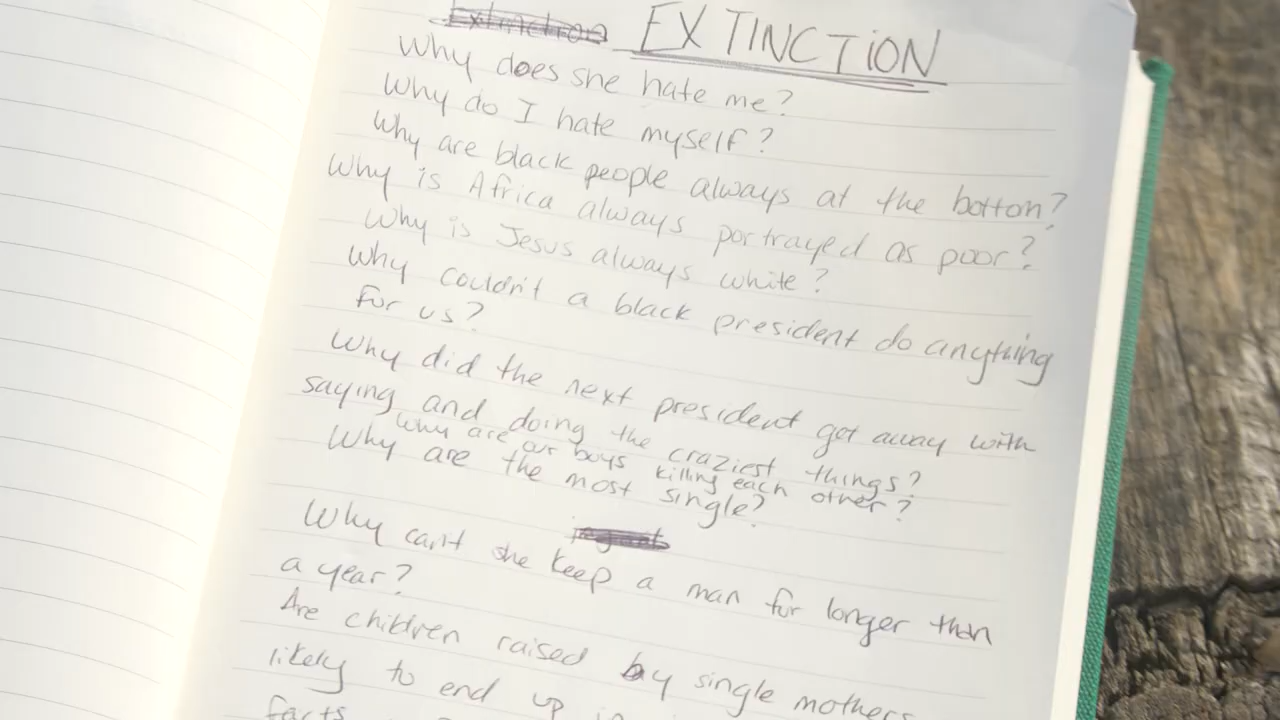 Extinction EXTINCTION
Why does she hate me?
Why do I hate myself?
Why are black people always at the bottom?
Why is Africa always portrayed as poor?
Why is Jesus always white?
Why couldn't a black president do anything
for us?
Why did the next president get away with
saying and doing the craziest things?
Why are our boys killing each other?
Why are the most single?
Why can't she keep a man for longer than
a year?
Are children raised by single mothers
likely to end up
facts